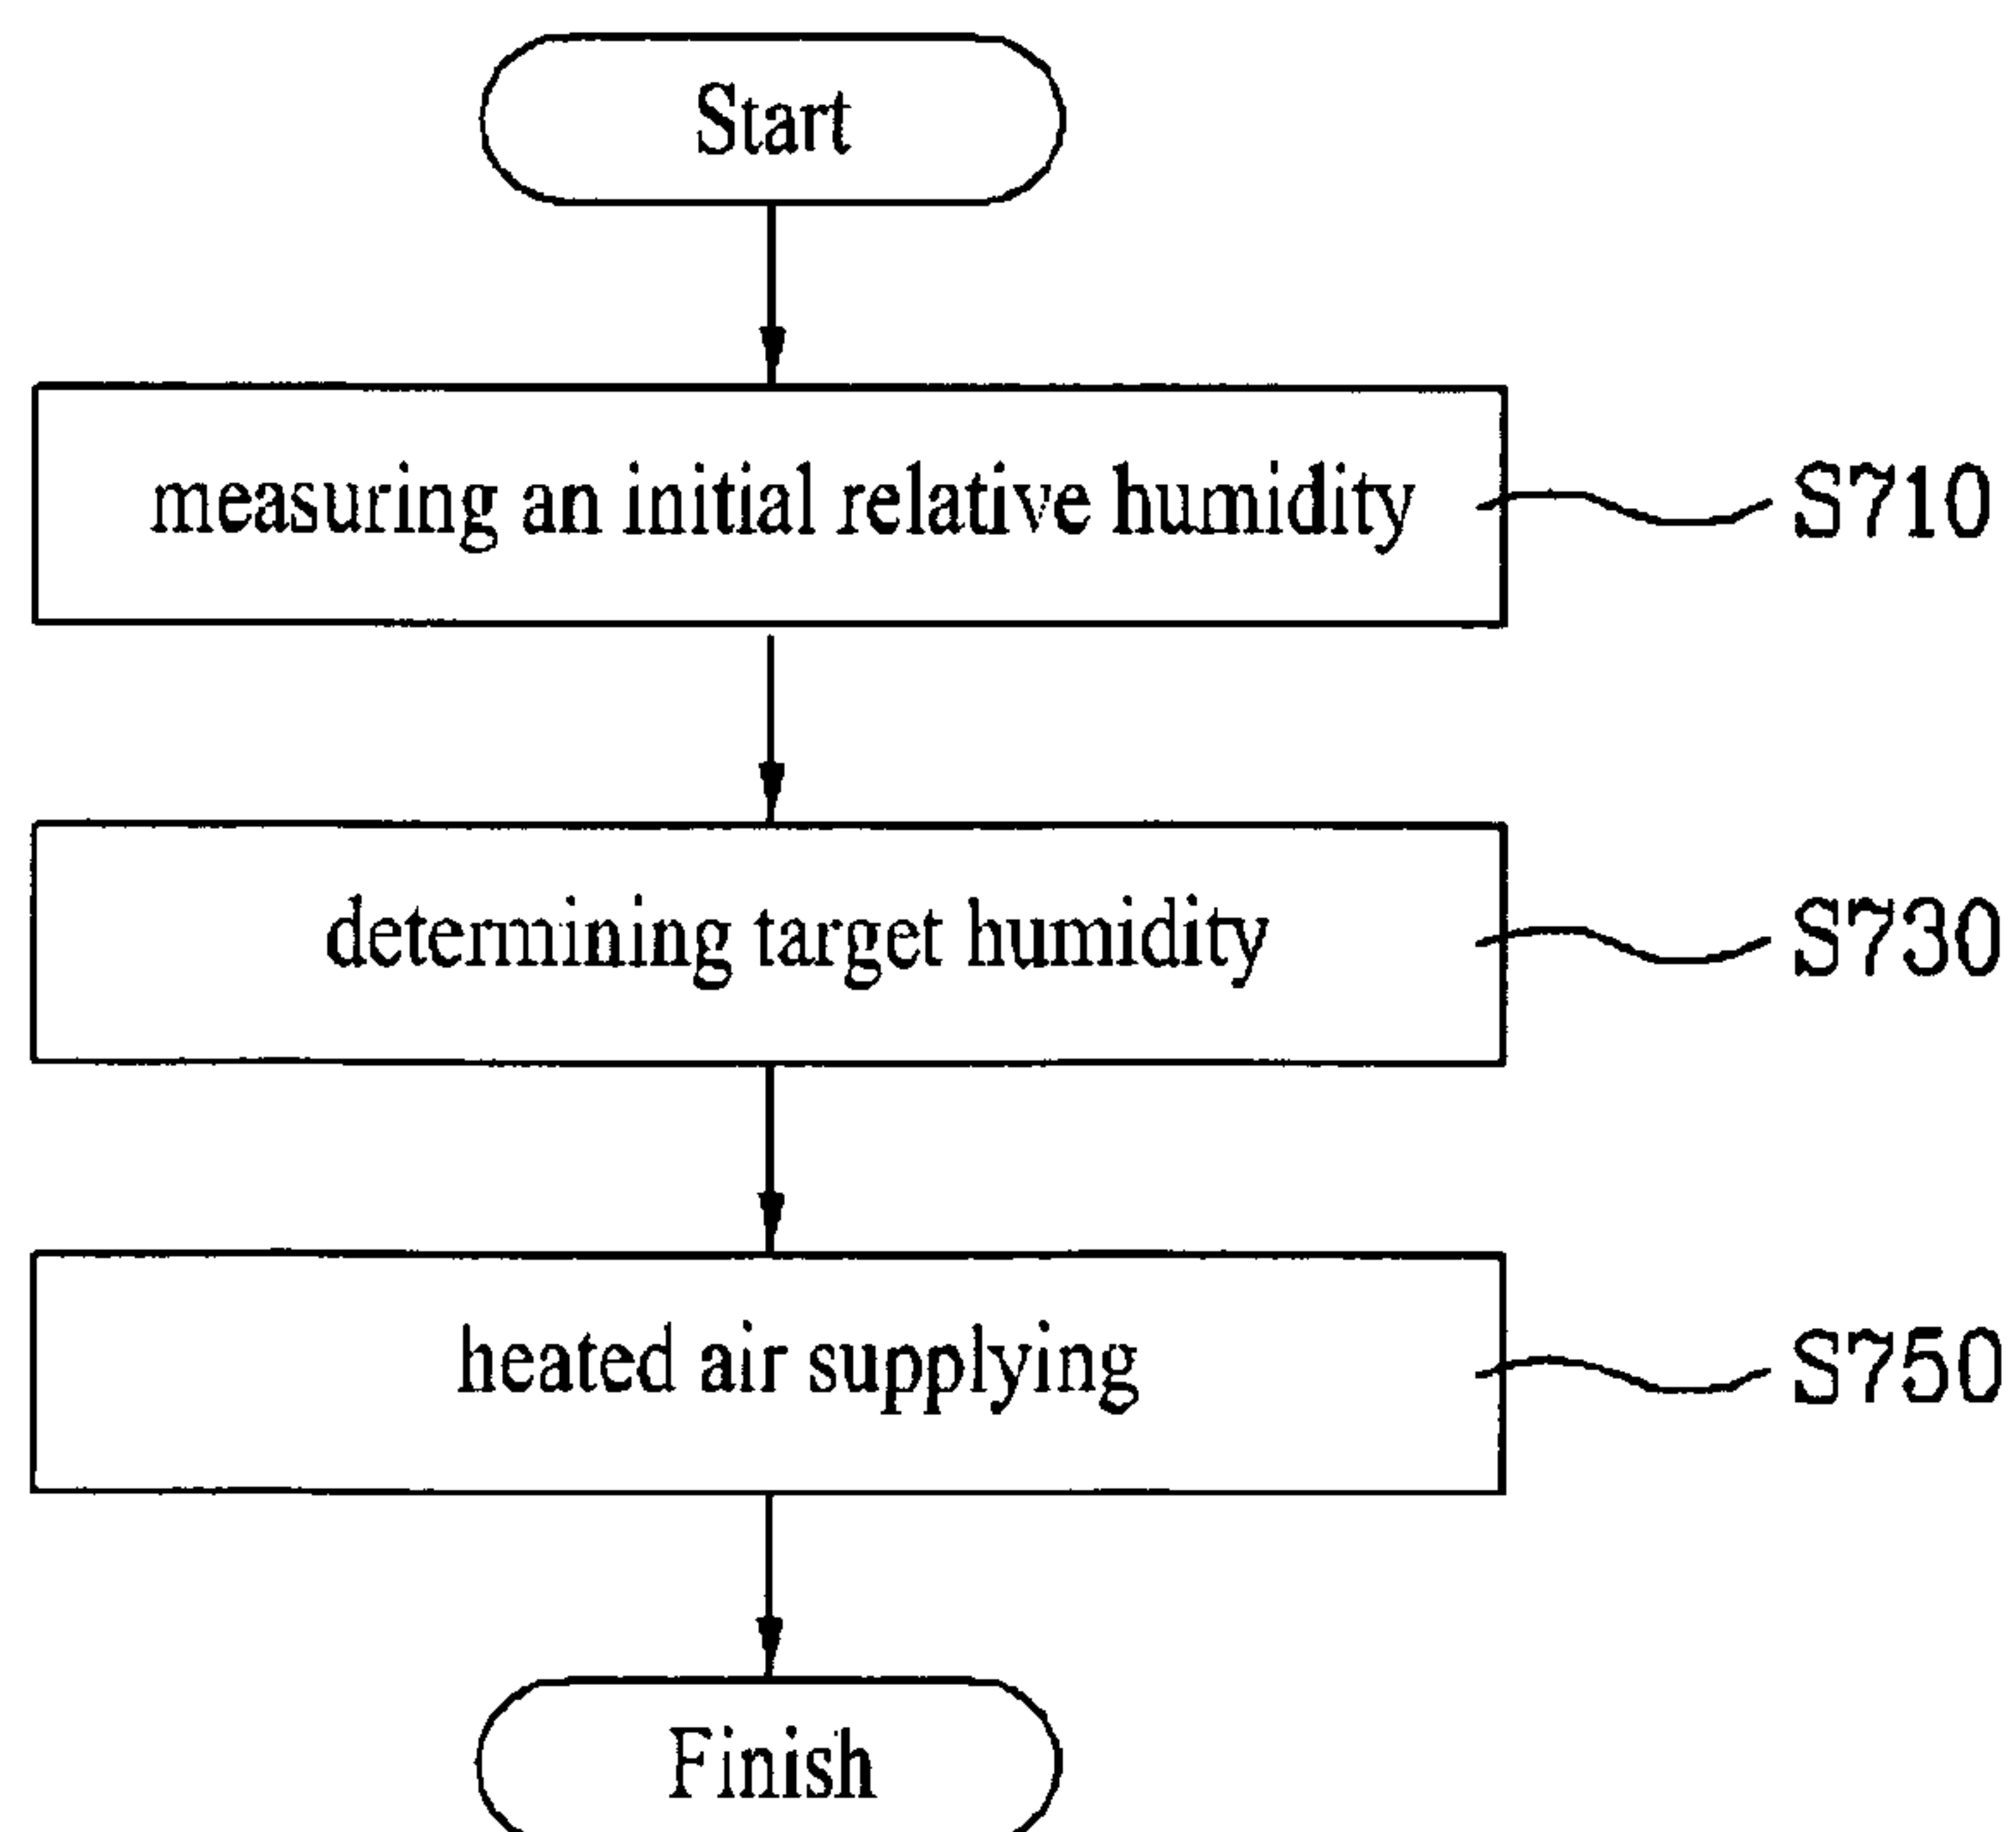 Start
measuring an initial relative humidity
S710
determining target humidity
S730
heated air supplying
S750
Finish